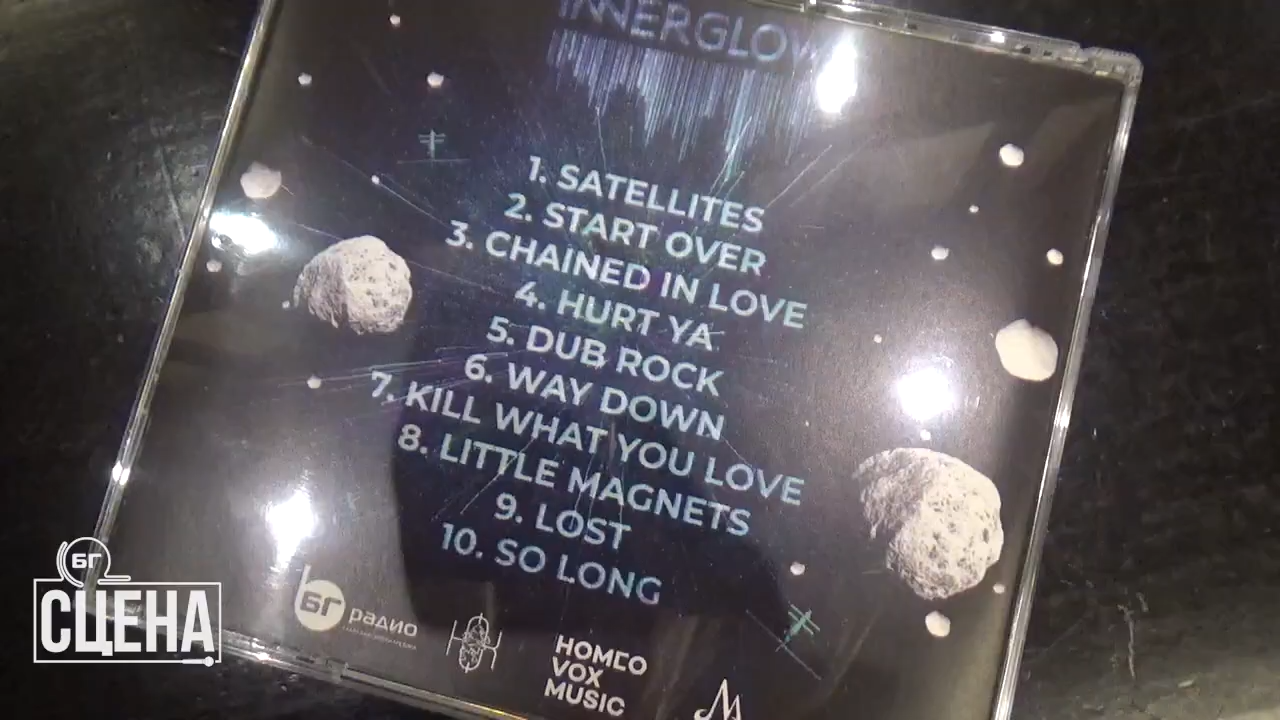 INNERGLOW
1. SATELLITES
2. START OVER
3. CHAINED IN LOVE
4. HURT YA
5. DUB ROCK
6. WAY DOWN
7. KILL WHAT YOU LOVE
8. LITTLE MAGNETS
9. LOST
10. SO LONG
БГ радио
HOMEO
VOX
MUSIC
БГ
СЦЕНА